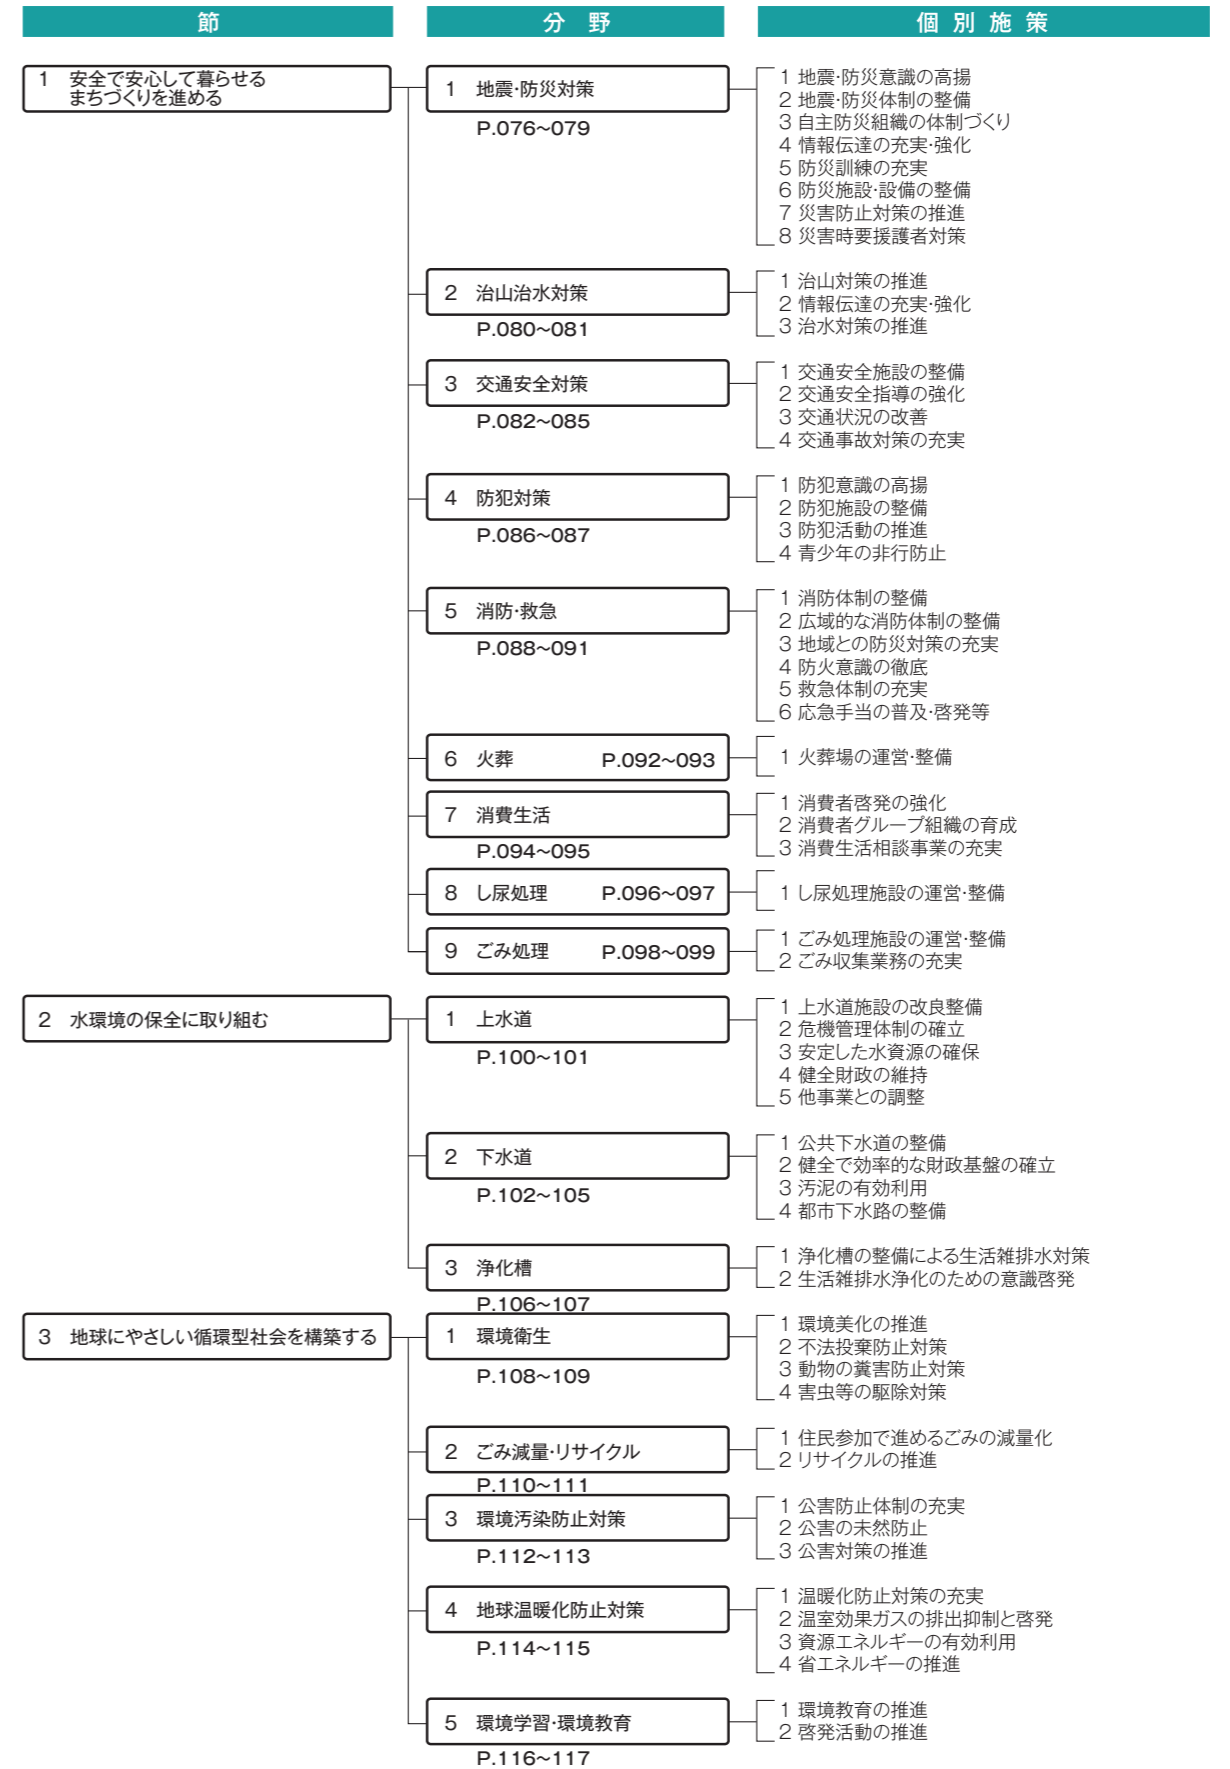 節
分野
個別施策
1 安全で安心して暮らせる
まちづくりを進める
1 地震・防災対策
P.076～079
1 地震・防災意識の高揚
2 地震・防災体制の整備
3 自主防災組織の体制づくり
4 情報伝達の充実・強化
5 防災訓練の充実
6 防災施設・設備の整備
7 災害防止対策の推進
8 災害時要援護者対策
2 治山治水対策
P.080～081
1 治山対策の推進
2 情報伝達の充実・強化
3 治水対策の推進
3 交通安全対策
P.082～085
1 交通安全施設の整備
2 交通安全指導の強化
3 交通状況の改善
4 交通事故対策の充実
4 防犯対策
P.086～087
1 防犯意識の高揚
2 防犯施設の整備
3 防犯活動の推進
4 青少年の非行防止
5 消防・救急
P.088～091
1 消防体制の整備
2 広域的な消防体制の整備
3 地域との防災対策の充実
4 防火意識の徹底
5 救急体制の充実
6 応急手当の普及・啓発等
6 火葬 P.092～093
1 火葬場の運営・整備
7 消費生活
P.094～095
1 消費者啓発の強化
2 消費者グループ組織の育成
3 消費生活相談事業の充実
8 し尿処理 P.096～097
1 し尿処理施設の運営・整備
9 ごみ処理 P.098～099
1 ごみ処理施設の運営・整備
2 ごみ収集業務の充実
2 水環境の保全に取り組む
1 上水道
P.100～101
1 上水道施設の改良整備
2 危機管理体制の確立
3 安定した水資源の確保
4 健全財政の維持
5 他事業との調整
2 下水道
P.102～105
1 公共下水道の整備
2 健全で効率的な財政基盤の確立
3 汚泥の有効利用
4 都市下水路の整備
3 浄化槽
P.106～107
1 浄化槽の整備による生活雑排水対策
2 生活雑排水浄化のための意識啓発
3 地球にやさしい循環型社会を構築する
1 環境衛生
P.108～109
1 環境美化の推進
2 不法投棄防止対策
3 動物の糞害防止対策
4 害虫等の駆除対策
2 ごみ減量・リサイクル
P.110～111
1 住民参加で進めるごみの減量化
2 リサイクルの推進
3 環境汚染防止対策
P.112～113
1 公害防止体制の充実
2 公害の未然防止
3 公害対策の推進
4 地球温暖化防止対策
P.114～115
1 温暖化防止対策の充実
2 温室効果ガスの排出抑制と啓発
3 資源エネルギーの有効利用
4 省エネルギーの推進
5 環境学習・環境教育
P.116～117
1 環境教育の推進
2 啓発活動の推進